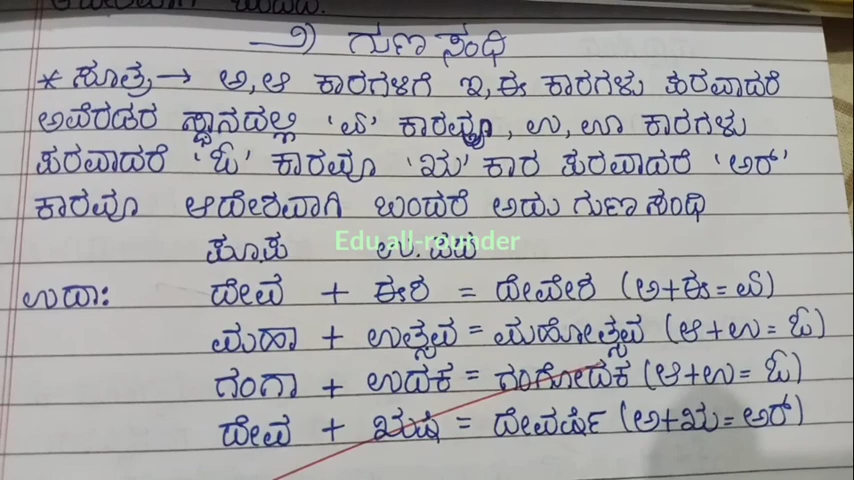 ೨) ಗುಣ ಸಂಧಿ
* ಸೂತ್ರ → ಅ, ಆ ಕಾರಗಳಿಗೆ ಇ, ಈ ಕಾರಗಳು ಪರವಾದರೆ
ಅವೆರಡರ ಸ್ಥಾನದಲ್ಲಿ 'ಏ' ಕಾರವೂ, ಉ, ಊ ಕಾರಗಳು
ಪರವಾದರೆ 'ಓ' ಕಾರವೂ 'ಋ' ಕಾರ ಪರವಾದರೆ 'ಅರ್'
ಕಾರವೂ ಆದೇಶವಾಗಿ ಬಂದರೆ ಅದು ಗುಣ ಸಂಧಿ
ಪೂಪ ಉ.ಪದ
Edu all-rounder
ಉದಾ: ದೇವ + ಈಶ = ದೇವೇಶ (ಅ+ಈ=ಏ)
ಮಹಾ + ಉತ್ಸವ = ಮಹೋತ್ಸವ (ಆ+ಉ=ಓ)
ಗಂಗಾ + ಉದಕ = ಗಂಗೋದಕ (ಆ+ಉ=ಓ)
ದೇವ + ಋಷಿ = ದೇವರ್ಷಿ (ಅ+ಋ=ಅರ್)